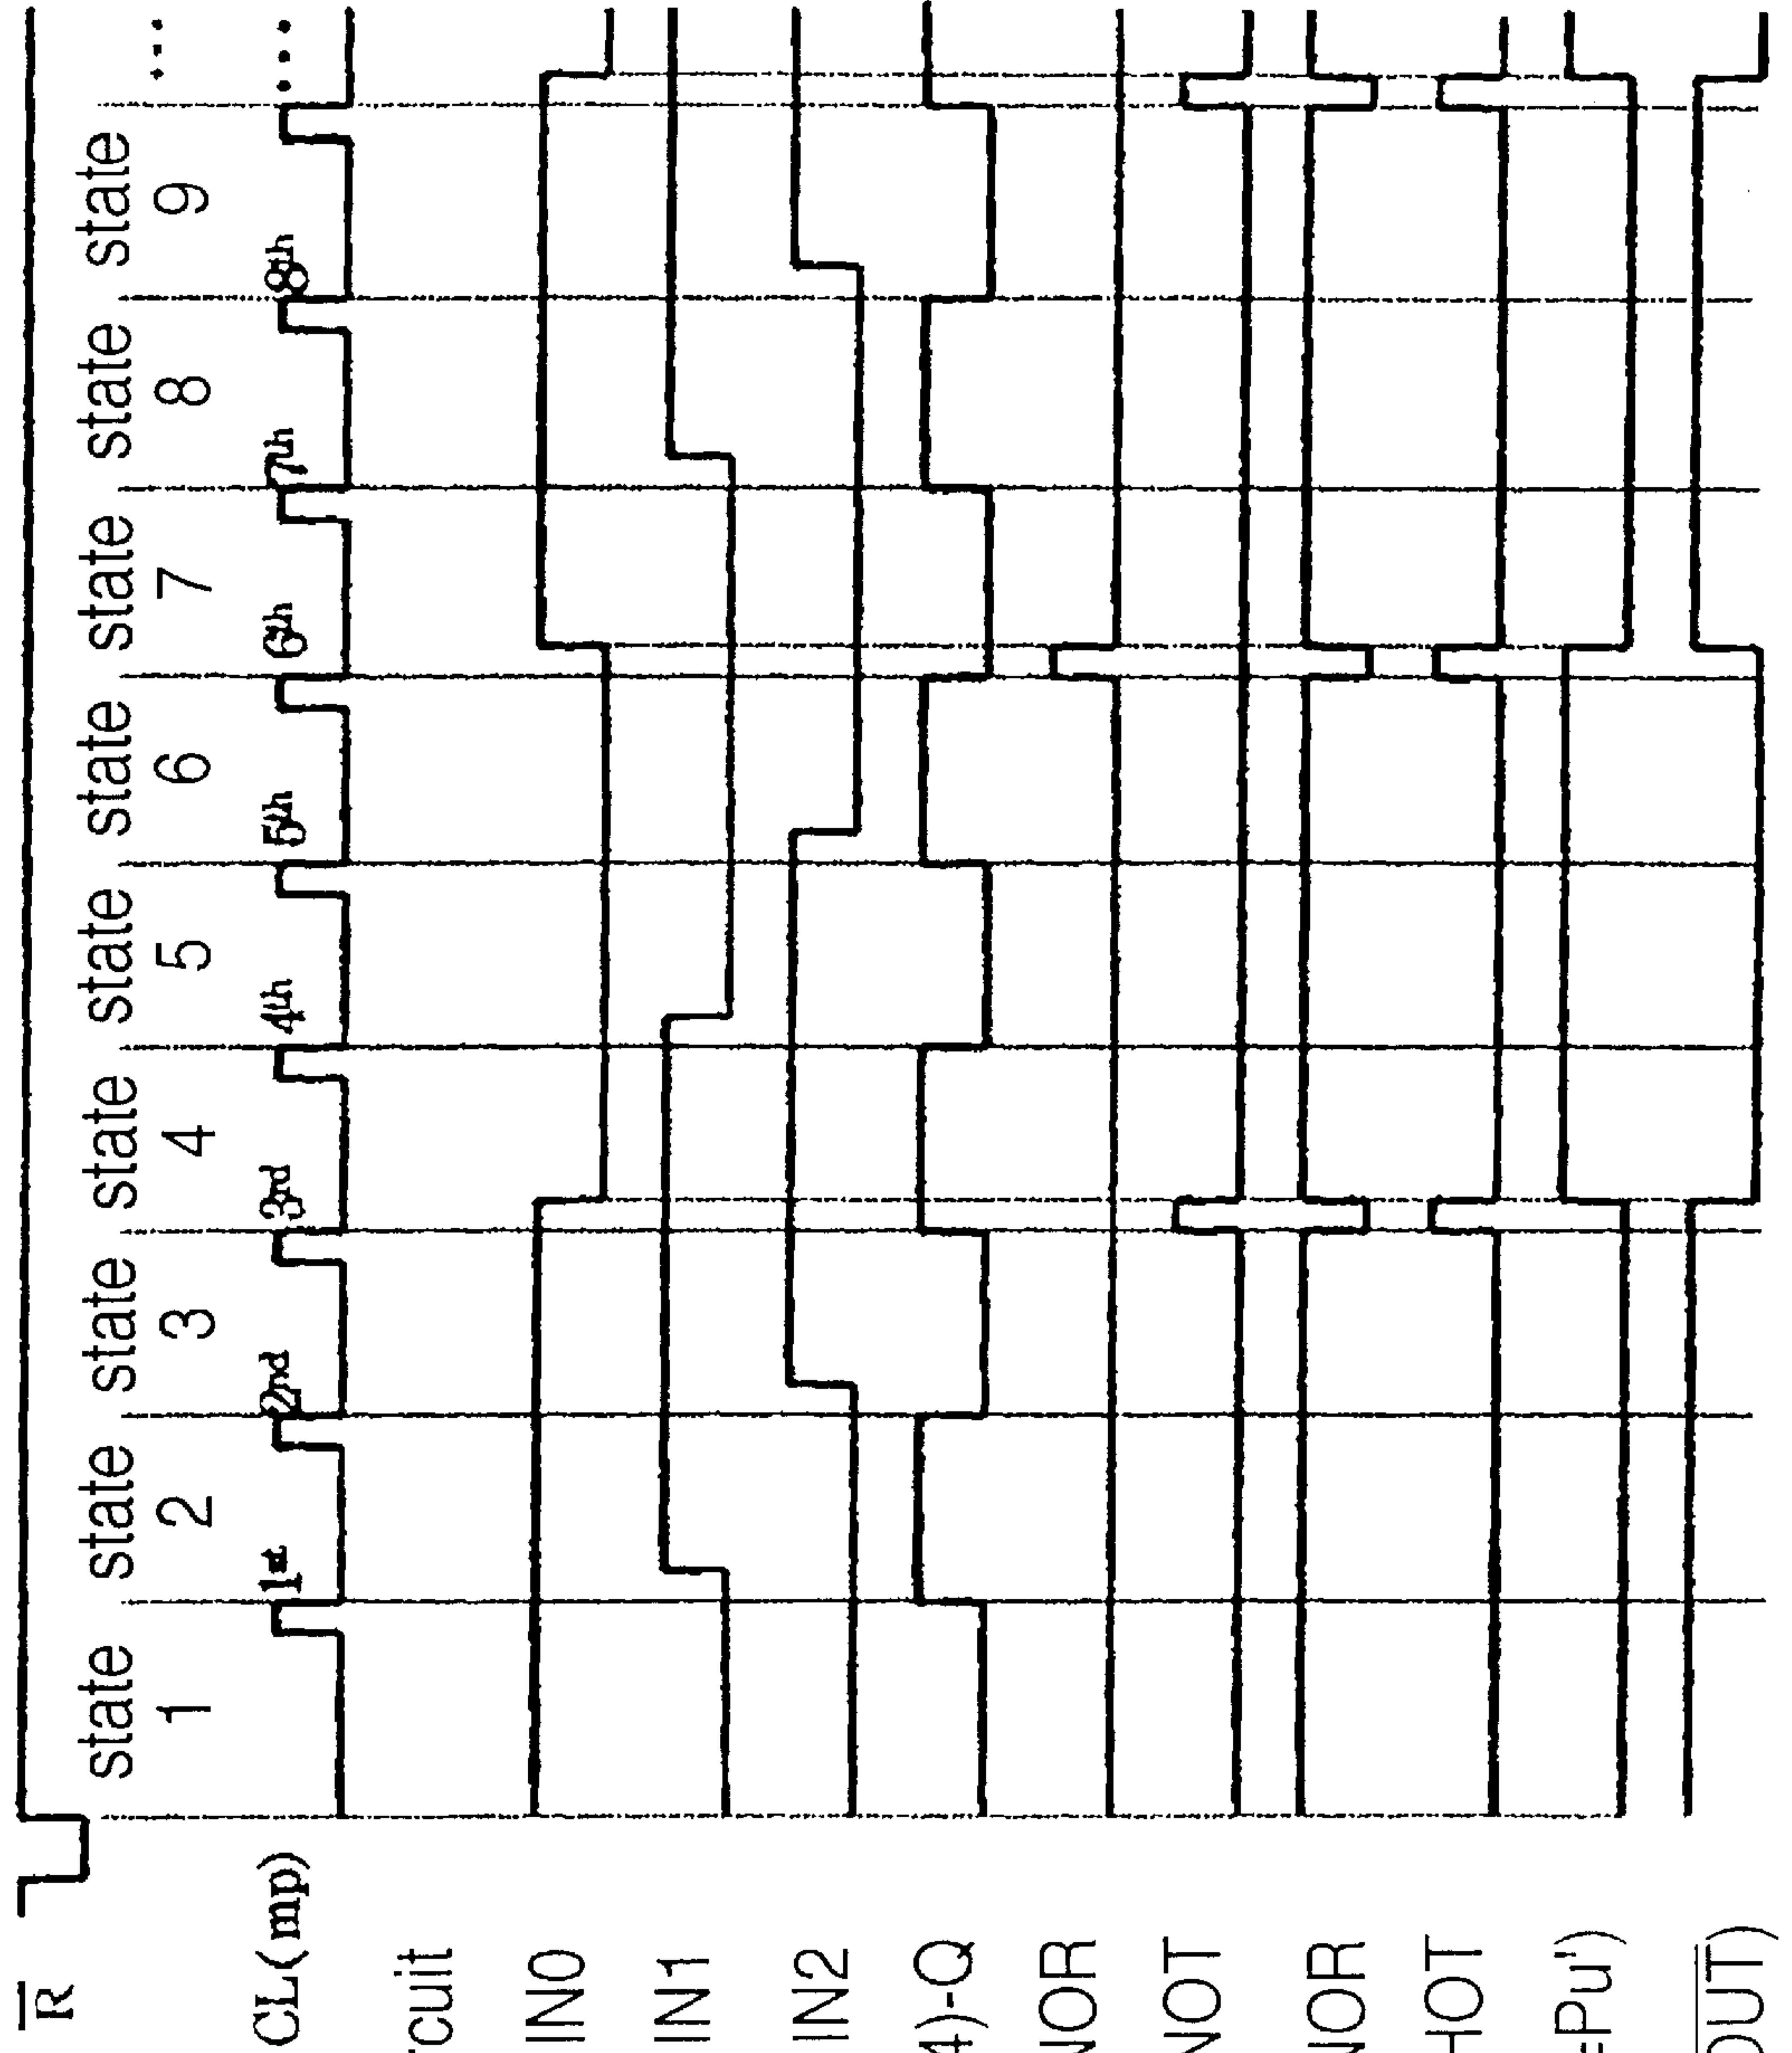 R
state 1
state 2
state 3
state 4
state 5
state 6
state 7
state 8
state 9
...
CL(mp)
1st
2nd
3rd
4th
5th
6th
7th
8th
...
rcuit
IN0
IN1
IN2
4)-Q
NOR
NOT
NOR
HOT
=Pu')
OUT)